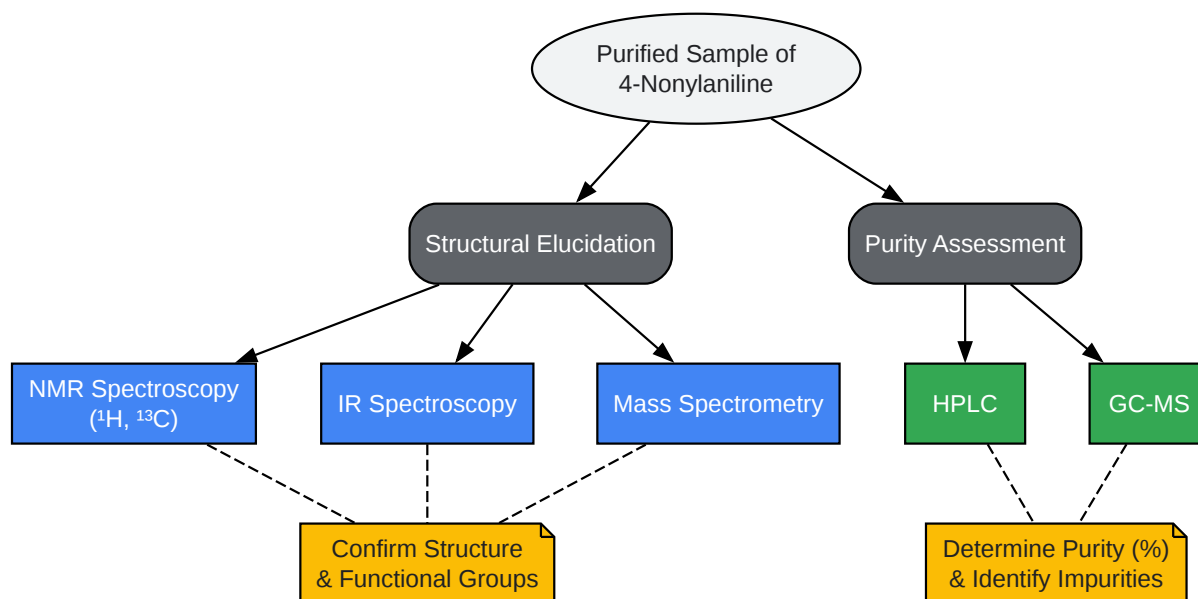 Purified Sample of
4-Nonylaniline
Structural Elucidation
Purity Assessment
NMR Spectroscopy
(¹H, ¹³C)
IR Spectroscopy
Mass Spectrometry
HPLC
GC-MS
Confirm Structure
& Functional Groups
Determine Purity (%)
& Identify Impurities